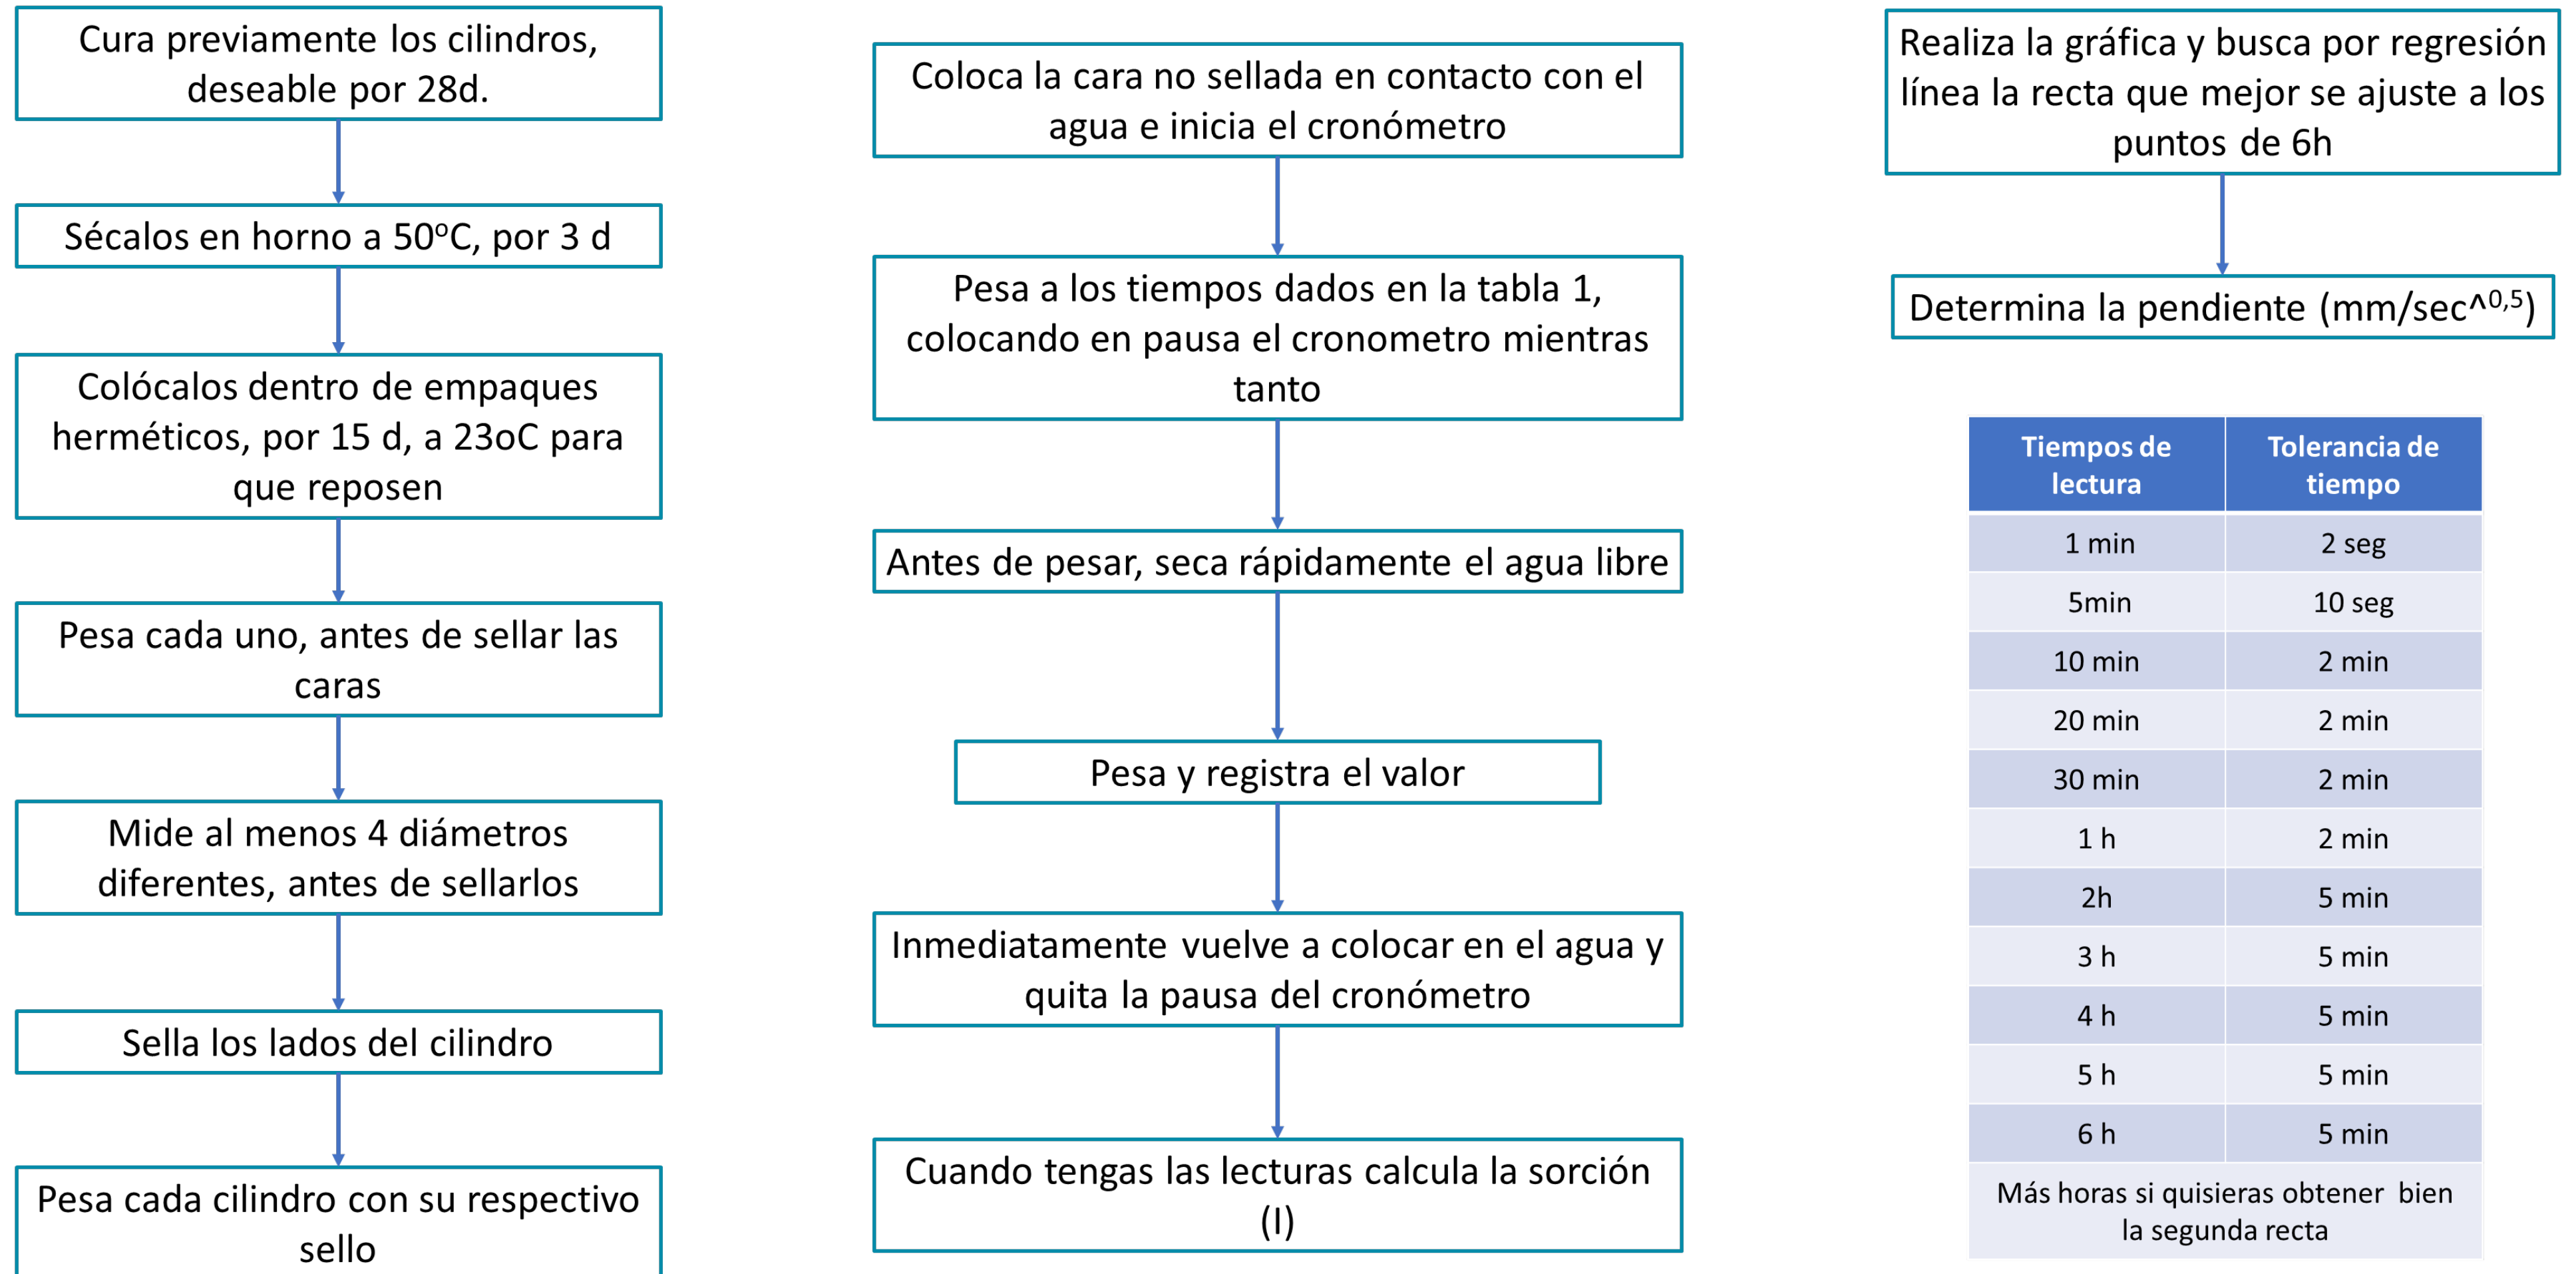 Cura previamente los cilindros,
deseable por 28d.
Sécalos en horno a 50ºC, por 3 d
Colócalos dentro de empaques
herméticos, por 15 d, a 23oC para
que reposen
Pesa cada uno, antes de sellar las
caras
Mide al menos 4 diámetros
diferentes, antes de sellarlos
Sella los lados del cilindro
Pesa cada cilindro con su respectivo
sello
Coloca la cara no sellada en contacto con el
agua e inicia el cronómetro
Pesa a los tiempos dados en la tabla 1,
colocando en pausa el cronometro mientras
tanto
Antes de pesar, seca rápidamente el agua libre
Pesa y registra el valor
Inmediatamente vuelve a colocar en el agua y
quita la pausa del cronómetro
Cuando tengas las lecturas calcula la sorción
(I)
Realiza la gráfica y busca por regresión
línea la recta que mejor se ajuste a los
puntos de 6h
Determina la pendiente (mm/sec^0,5)
Tiempos de lectura Tolerancia de tiempo
1 min 2 seg
5min 10 seg
10 min 2 min
20 min 2 min
30 min 2 min
1 h 2 min
2h 5 min
3 h 5 min
4 h 5 min
5 h 5 min
6 h 5 min
Más horas si quisieras obtener bien
la segunda recta